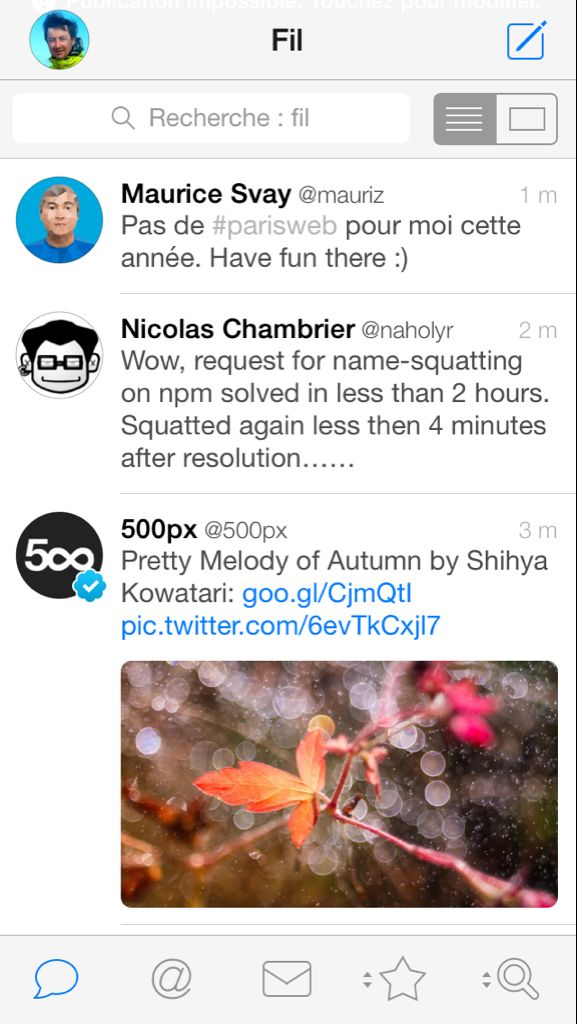 Publication impossible. Touchez pour modifier.
Fil
Recherche : fil
Maurice Svay @mauriz 1 m
Pas de #parisweb pour moi cette
année. Have fun there :)
Nicolas Chambrier @naholyr 2 m
Wow, request for name-squatting
on npm solved in less than 2 hours.
Squatted again less then 4 minutes
after resolution……
500
500px @500px 3 m
Pretty Melody of Autumn by Shihya
Kowatari: goo.gl/CjmQtI
pic.twitter.com/6evTkCxjI7
@